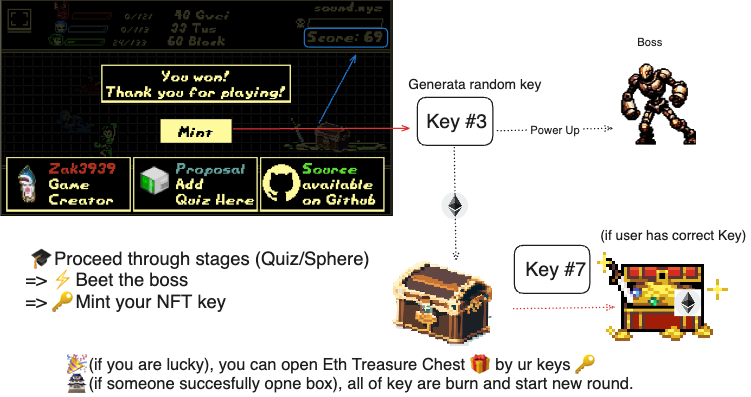 sound.nyz
0/121
40 Gwei
0/113
33 Tus
Score: 69
24/133
60 Block
You won!
Thank you for playing!
Mint
Zak3939
Game
Creator
Proposal
Add
Quiz Here
Source
available
on Github
Generata random key
Key #3
Power Up
Boss
Key #7
(if user has correct Key)
🎓Proceed through stages (Quiz/Sphere)
=> ⚡Beet the boss
=> 🔑Mint your NFT key
🎉(if you are lucky), you can open Eth Treasure Chest 🎁 by ur keys 🔑
(if someone succesfully opne box), all of key are burn and start new round.